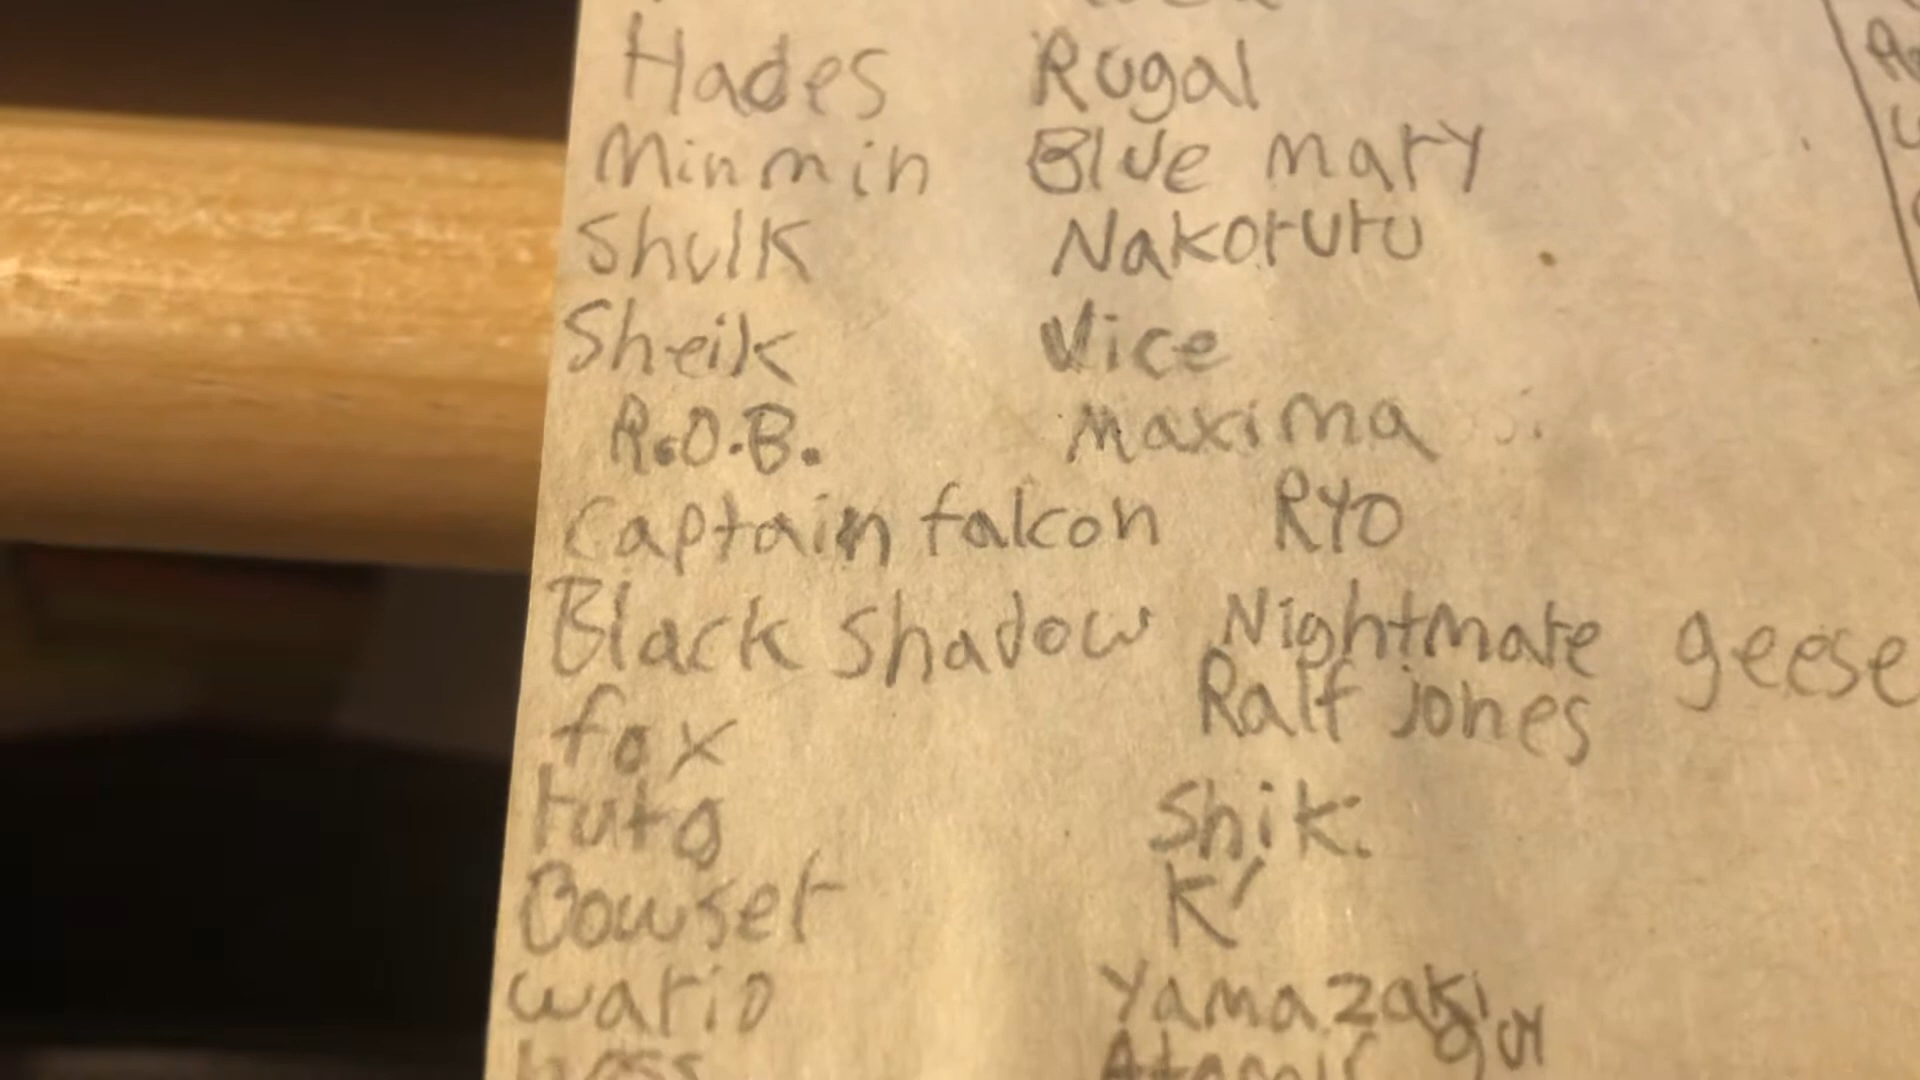 Hades Rugal
Minmin Blue mary
Shulk Nakoruru
Sheik Vice
R.O.B. Maxima
Captain falcon RYO
Black Shadow Nightmare geese
fox Ralf jones
Shik.
Bowser K'
wario Yamazaki